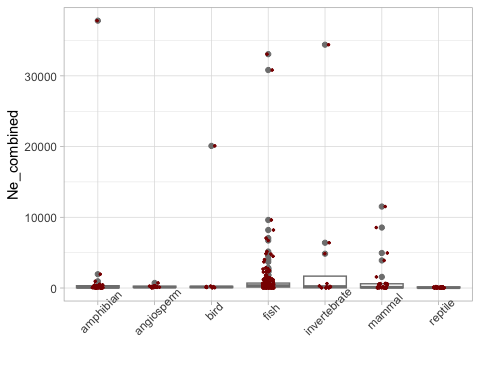 Ne_combined
30000
20000
10000
0
amphibian
angiosperm
bird
fish
invertebrate
mammal
reptile